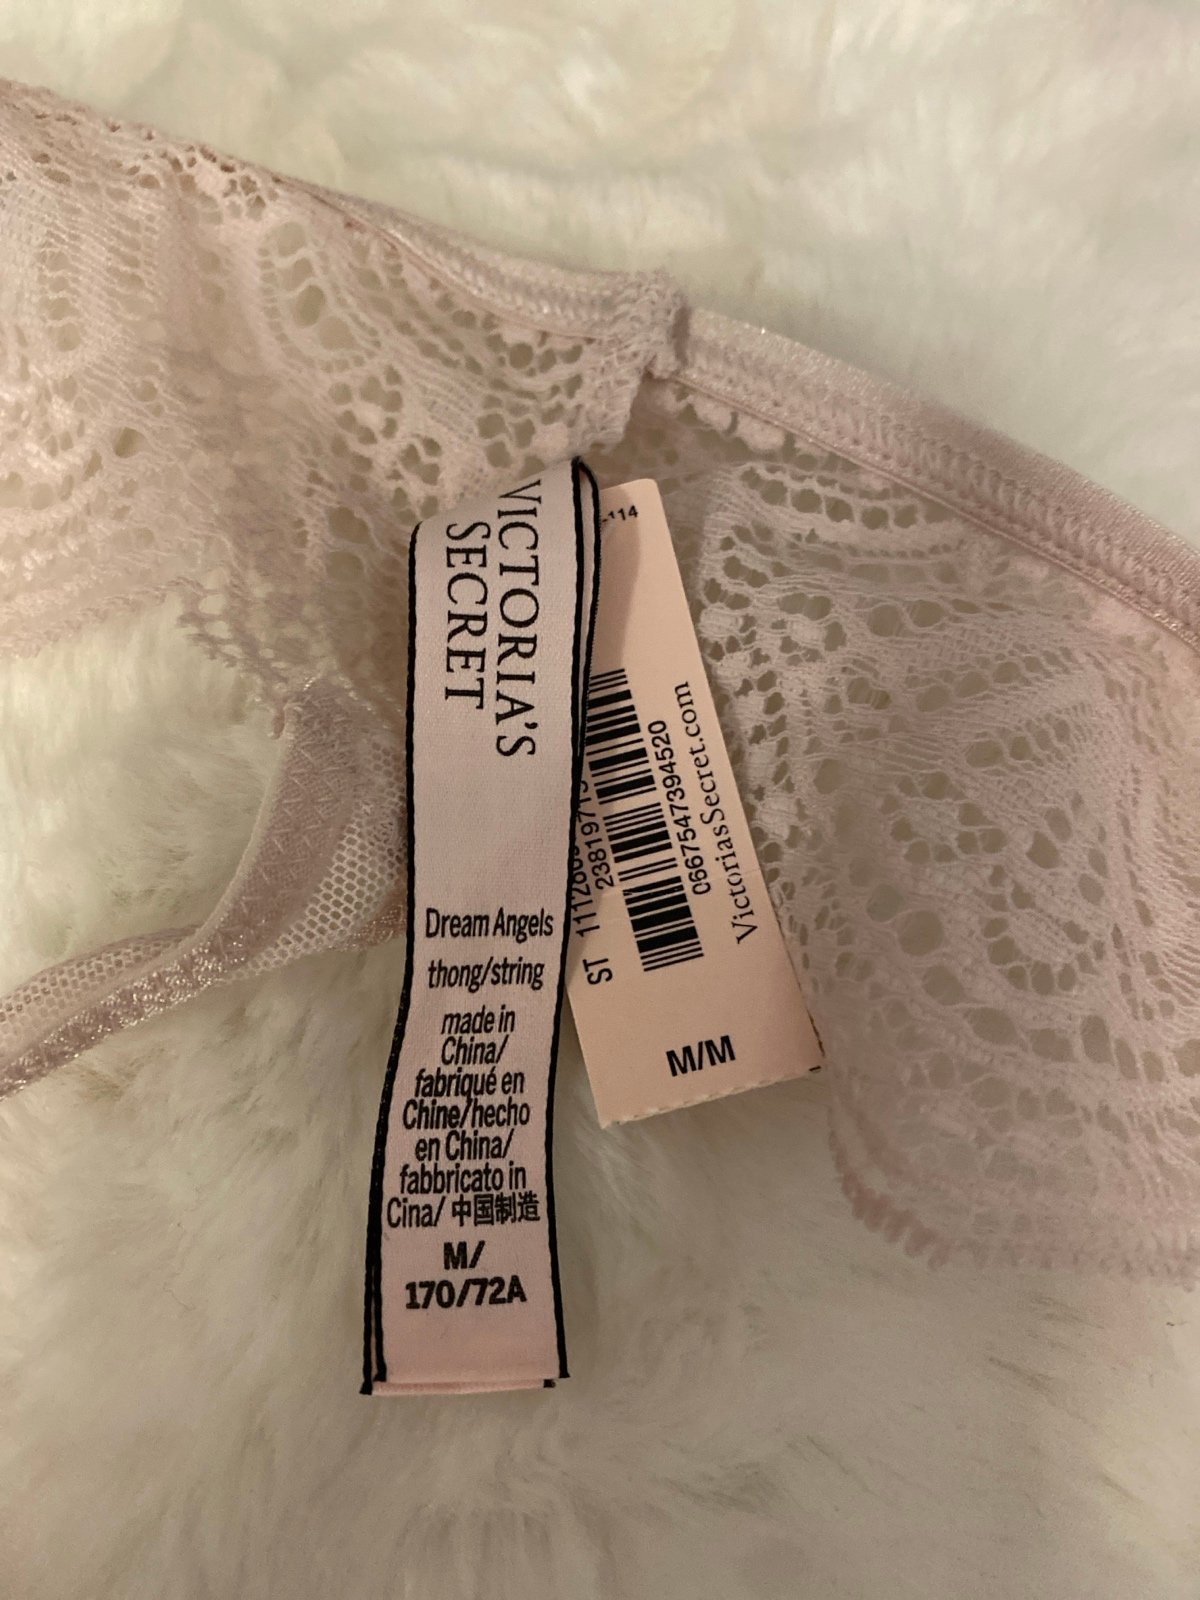 VICTORIA'S
SECRET
Dream Angels
thong/string
made in
China/
fabriqué en
Chine/hecho
en China/
fabbricato in
Cina/ 中国制造
M/
170/72A
-114
ST
0667547394520
VictoriasSecret.com
M/M